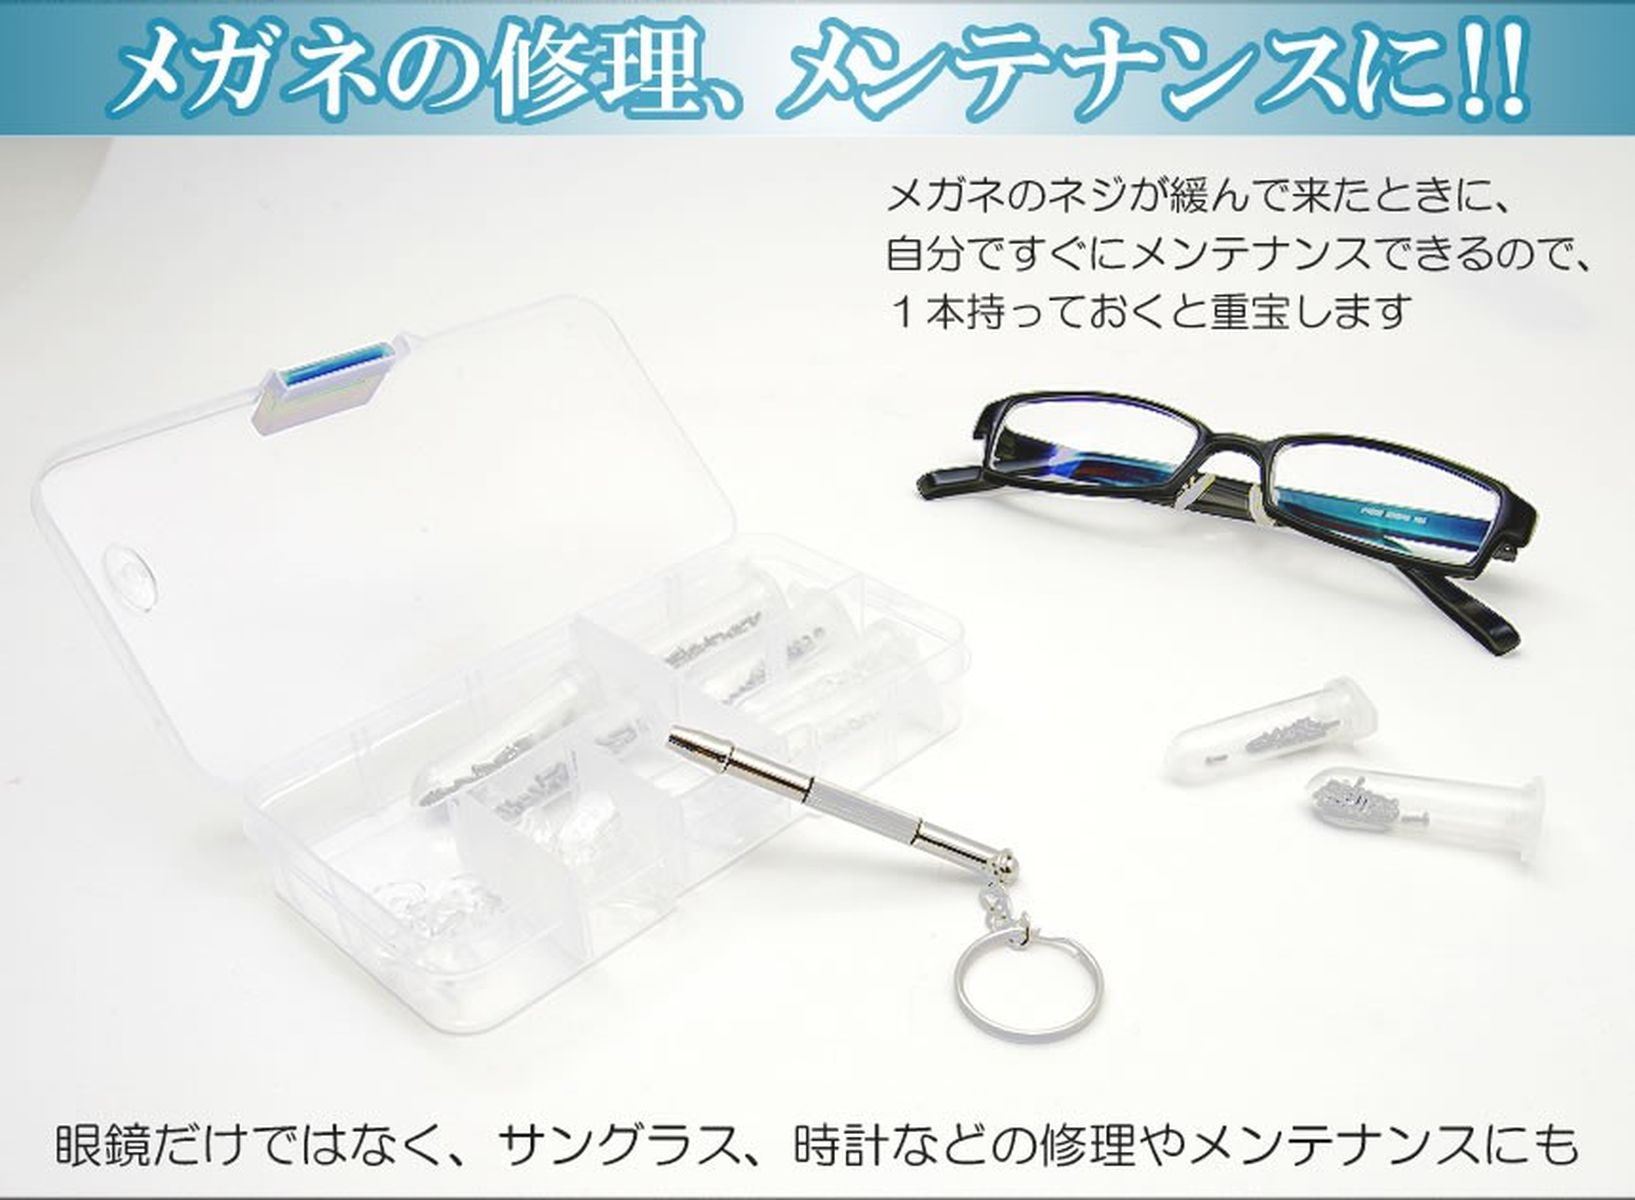 メガネの修理、メンテナンスに!!
メガネのネジが緩んで来たときに、
自分ですぐにメンテナンスできるので、
１本持っておくと重宝します
眼鏡だけではなく、サングラス、時計などの修理やメンテナンスにも